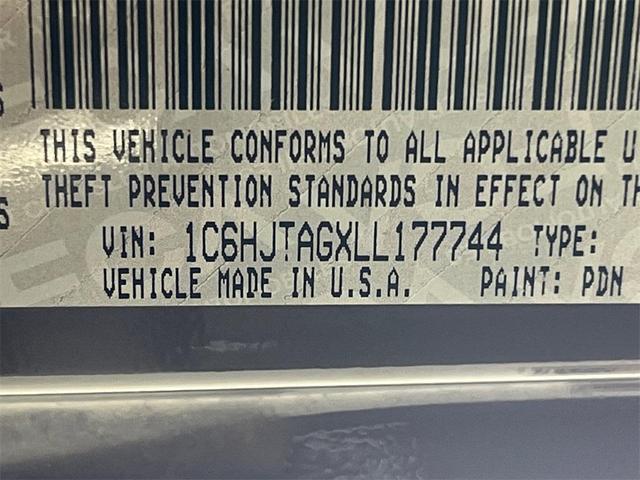 THIS VEHICLE CONFORMS TO ALL APPLICABLE U
THEFT PREVENTION STANDARDS IN EFFECT ON TH
VIN: 1C6HJTAGXLL177744 TYPE:
VEHICLE MADE IN U.S.A. PAINT: PDN